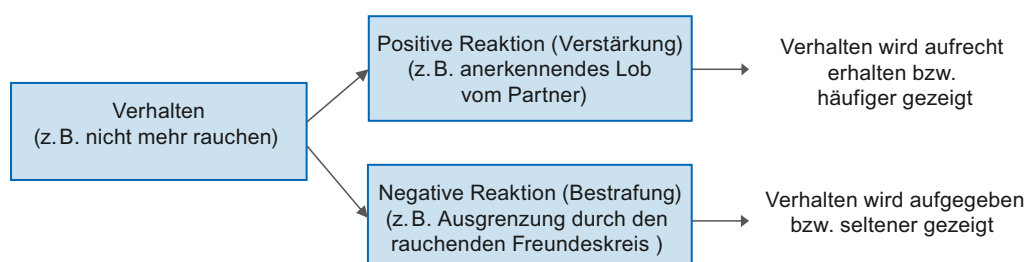 Verhalten
(z. B. nicht mehr rauchen)
Positive Reaktion (Verstärkung)
(z. B. anerkennendes Lob
vom Partner)
Verhalten wird aufrecht
erhalten bzw.
häufiger gezeigt
Negative Reaktion (Bestrafung)
(z. B. Ausgrenzung durch den
rauchenden Freundeskreis )
Verhalten wird aufgegeben
bzw. seltener gezeigt